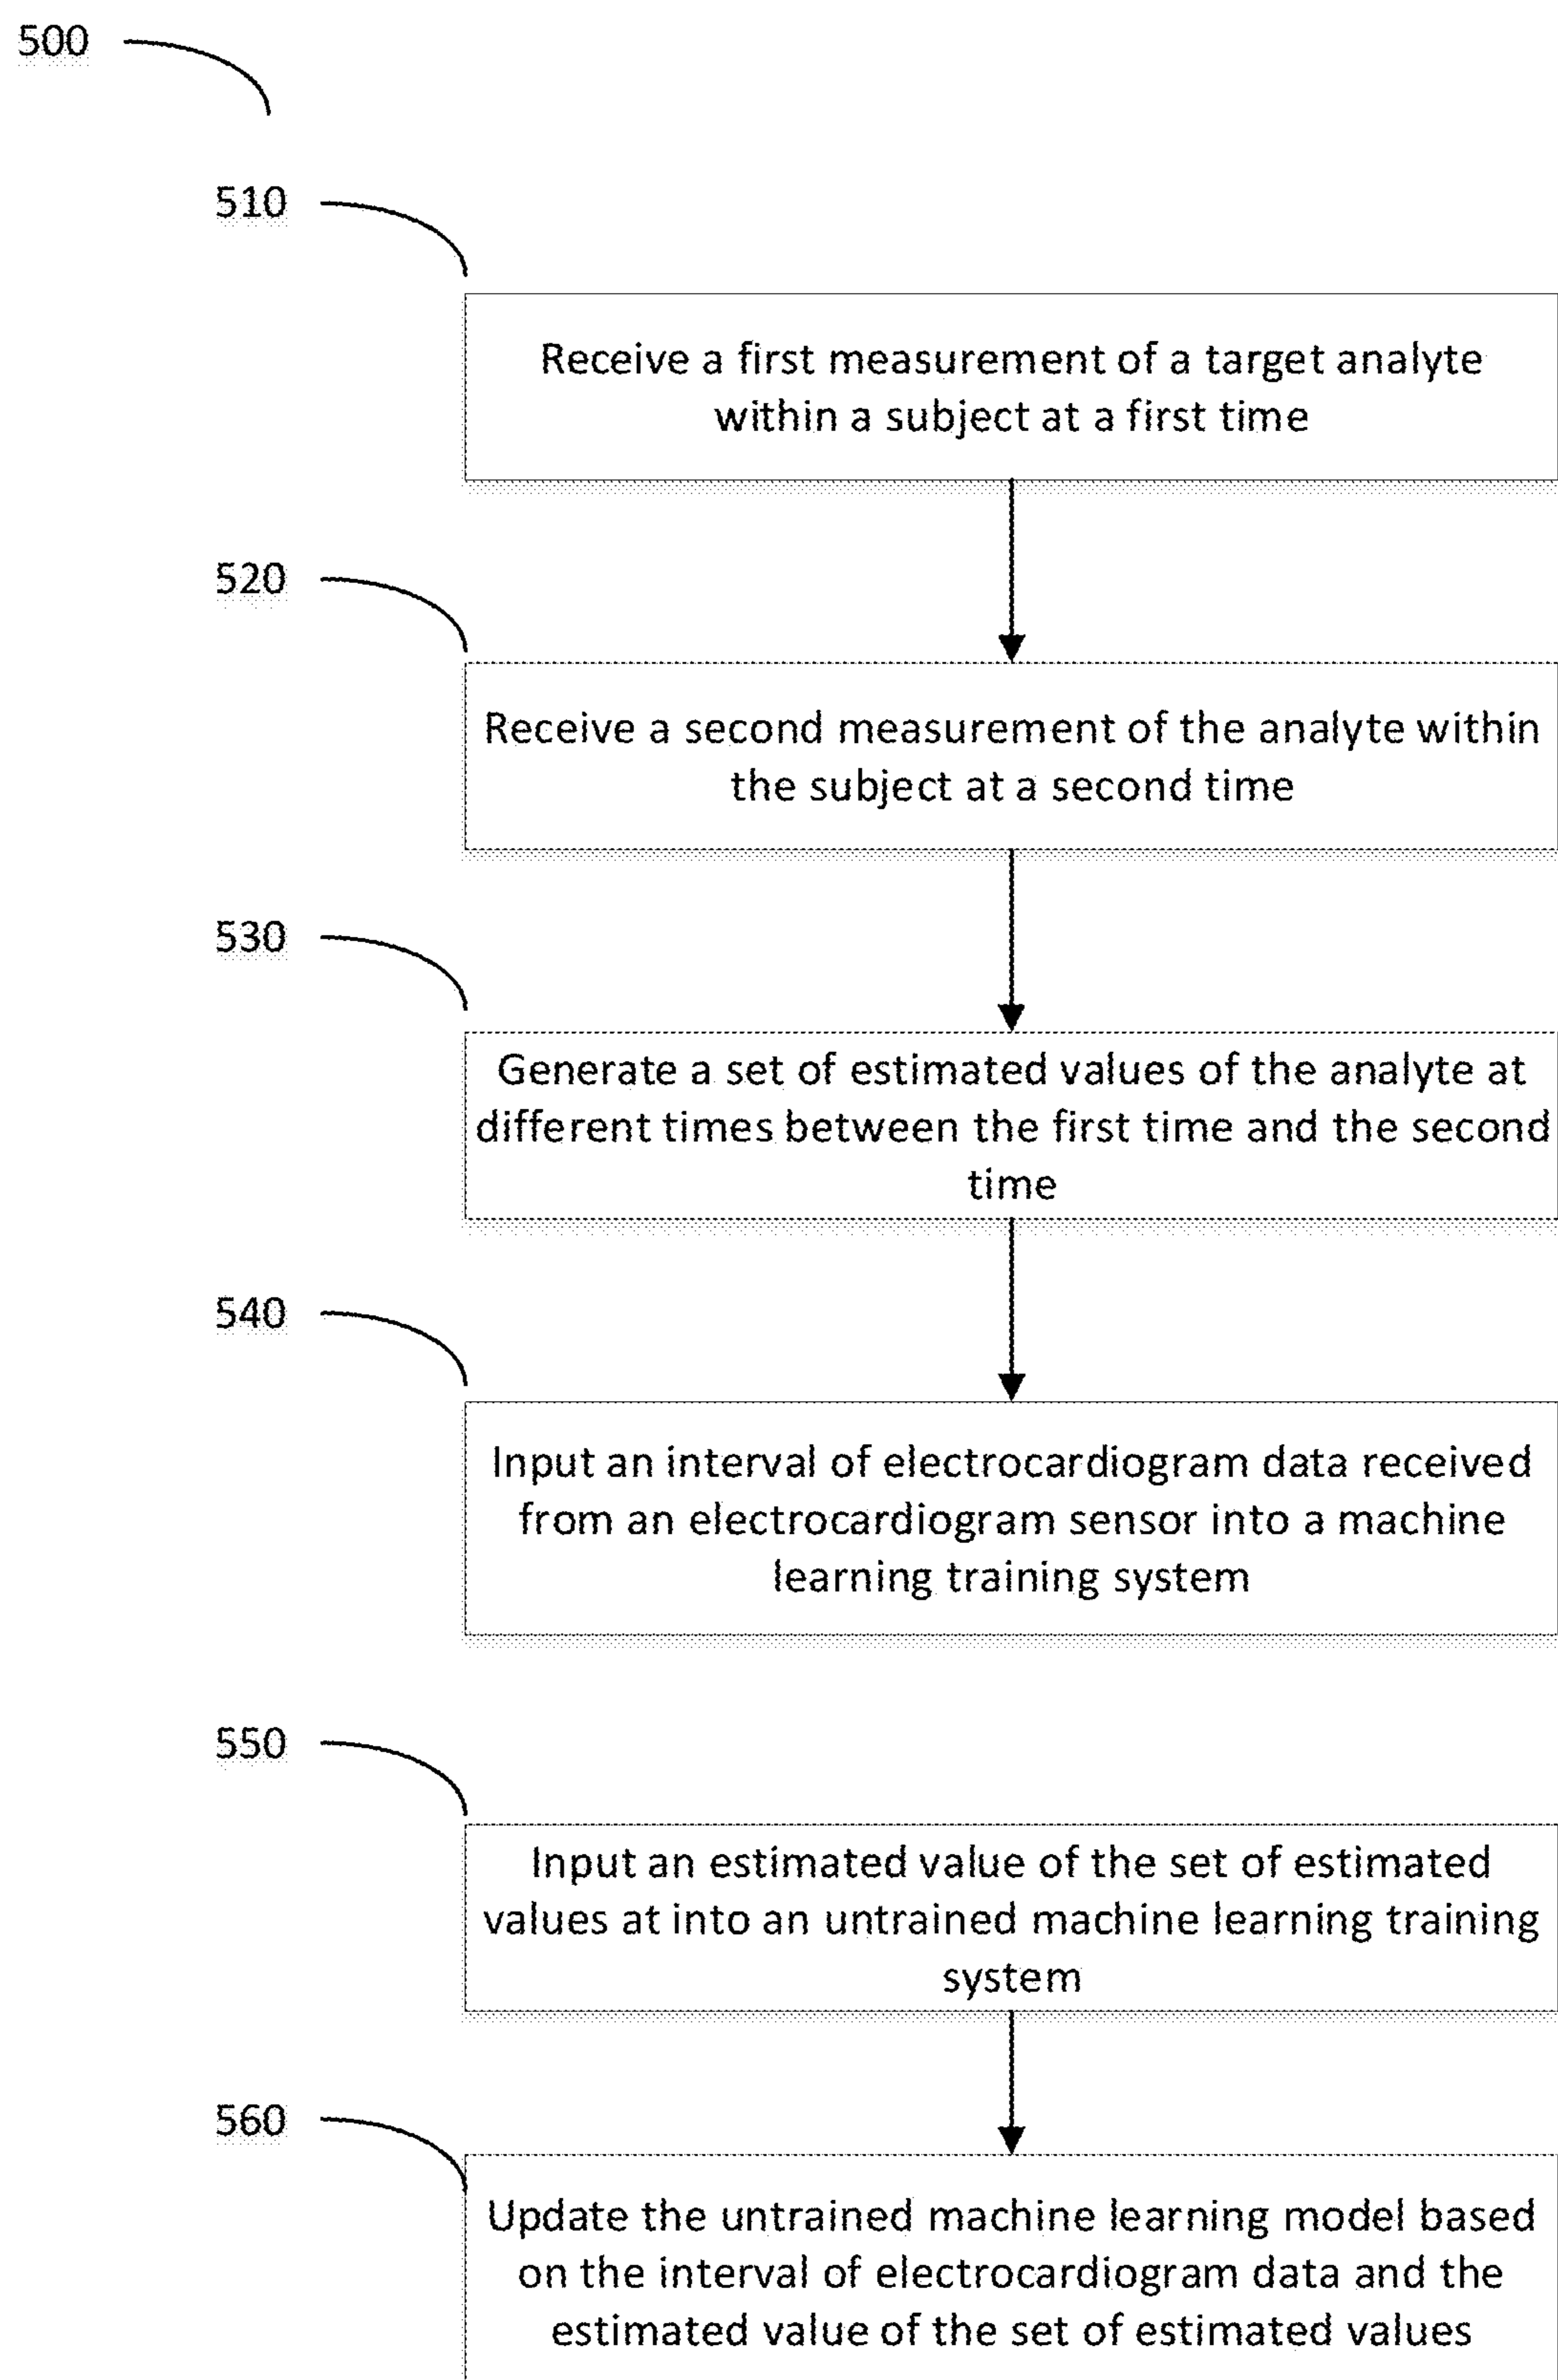 500
510
Receive a first measurement of a target analyte
within a subject at a first time
520
Receive a second measurement of the analyte within
the subject at a second time
530
Generate a set of estimated values of the analyte at
different times between the first time and the second
time
540
Input an interval of electrocardiogram data received
from an electrocardiogram sensor into a machine
learning training system
550
Input an estimated value of the set of estimated
values at into an untrained machine learning training
system
560
Update the untrained machine learning model based
on the interval of electrocardiogram data and the
estimated value of the set of estimated values